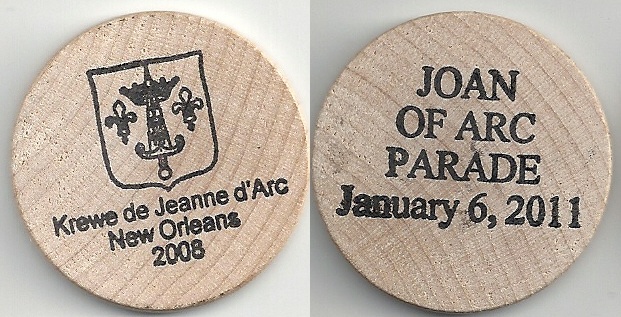 Krewe de Jeanne d'Arc
New Orleans
2008
JOAN
OF ARC
PARADE
January 6, 2011